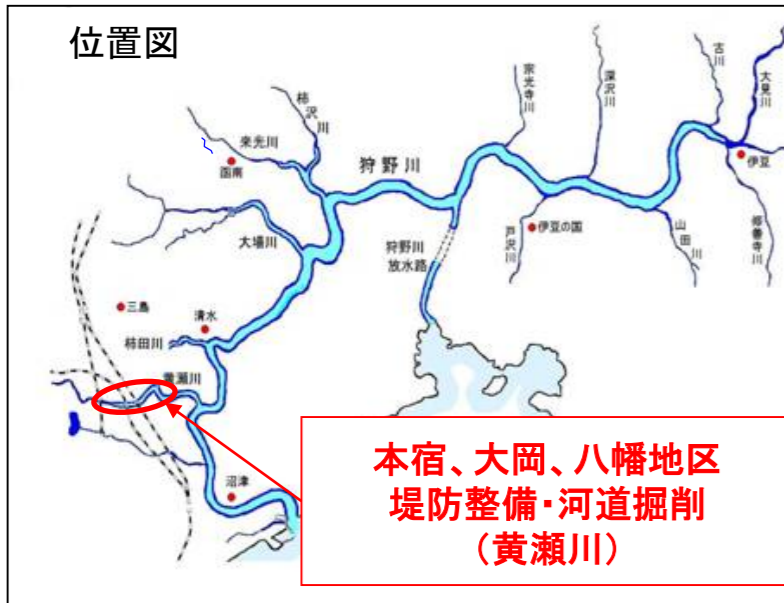 位置図
古川
大見川
深沢川
宗光寺川
柿沢川
来光川
函南
狩野川
伊豆
修善寺川
山田川
伊豆の国
戸沢川
狩野川
放水路
大場川
三島
清水
柿田川
黄瀬川
沼津
本宿、大岡、八幡地区
堤防整備・河道掘削
（黄瀬川）